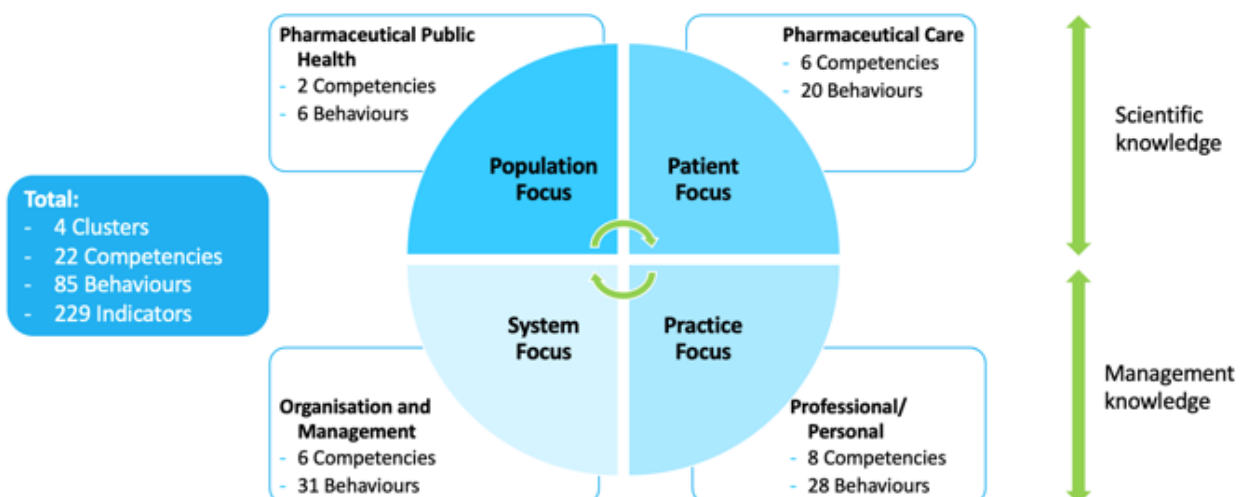 Pharmaceutical Public
Health
- 2 Competencies
- 6 Behaviours
Pharmaceutical Care
- 6 Competencies
- 20 Behaviours
Scientific
knowledge
Population
Focus
Patient
Focus
Total:
- 4 Clusters
- 22 Competencies
- 85 Behaviours
- 229 Indicators
System
Focus
Practice
Focus
Management
knowledge
Organisation and
Management
- 6 Competencies
- 31 Behaviours
Professional/
Personal
- 8 Competencies
- 28 Behaviours